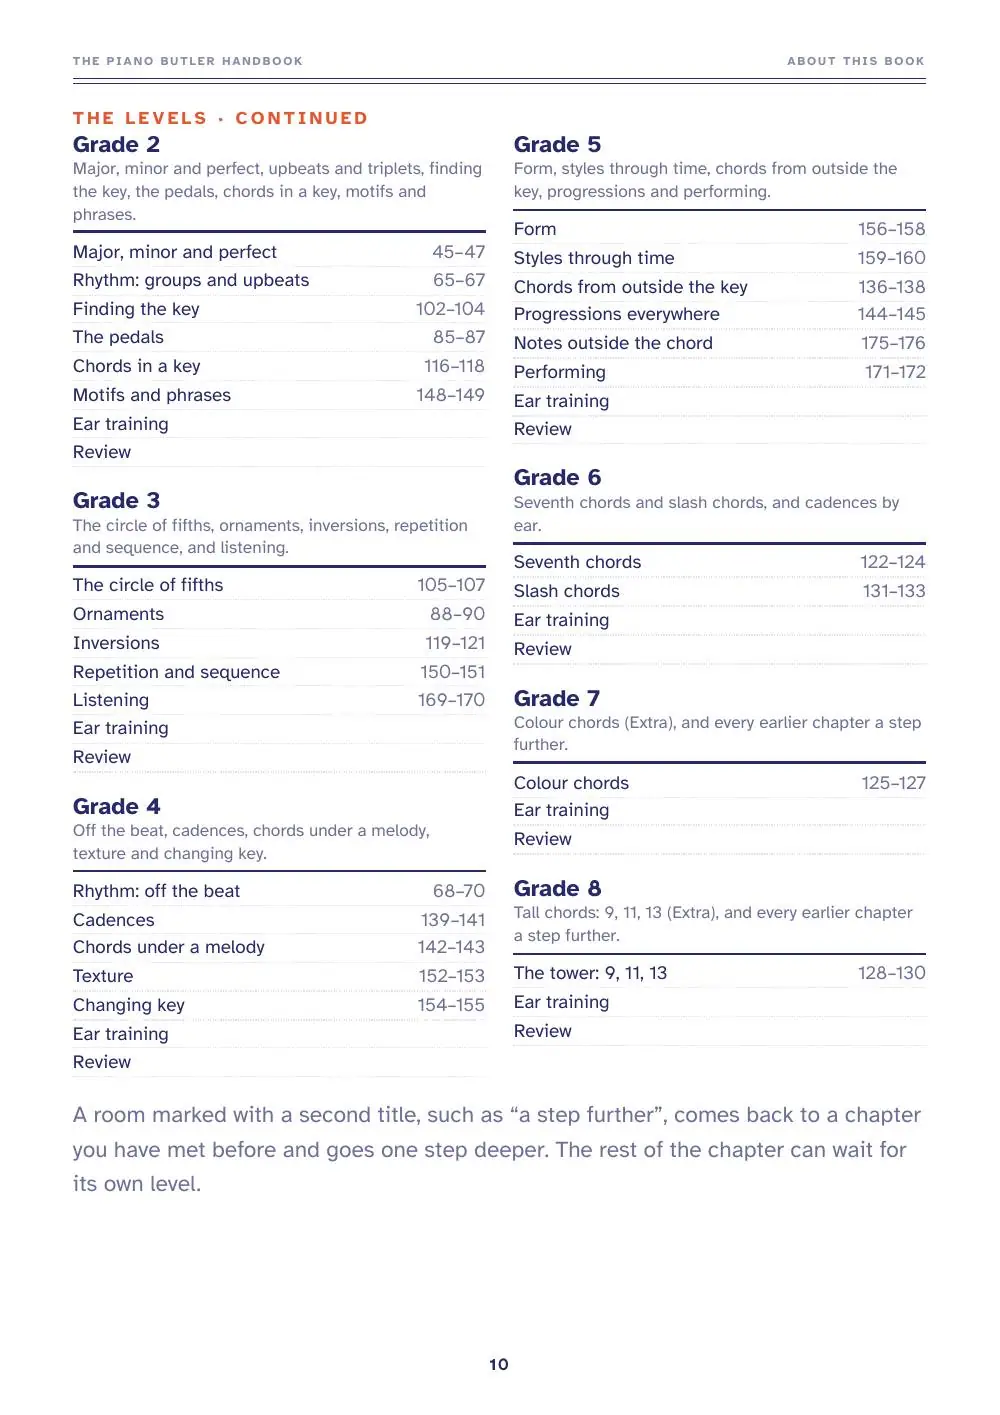 THE PIANO BUTLER HANDBOOK
ABOUT THIS BOOK
THE LEVELS · CONTINUED
Grade 2
Major, minor and perfect, upbeats and triplets, finding
the key, the pedals, chords in a key, motifs and
phrases.
Major, minor and perfect 45–47
Rhythm: groups and upbeats 65–67
Finding the key 102–104
The pedals 85–87
Chords in a key 116–118
Motifs and phrases 148–149
Ear training
Review
Grade 3
The circle of fifths, ornaments, inversions, repetition
and sequence, and listening.
The circle of fifths 105–107
Ornaments 88–90
Inversions 119–121
Repetition and sequence 150–151
Listening 169–170
Ear training
Review
Grade 4
Off the beat, cadences, chords under a melody,
texture and changing key.
Rhythm: off the beat 68–70
Cadences 139–141
Chords under a melody 142–143
Texture 152–153
Changing key 154–155
Ear training
Review
Grade 5
Form, styles through time, chords from outside the
key, progressions and performing.
Form 156–158
Styles through time 159–160
Chords from outside the key 136–138
Progressions everywhere 144–145
Notes outside the chord 175–176
Performing 171–172
Ear training
Review
Grade 6
Seventh chords and slash chords, and cadences by
ear.
Seventh chords 122–124
Slash chords 131–133
Ear training
Review
Grade 7
Colour chords (Extra), and every earlier chapter a step
further.
Colour chords 125–127
Ear training
Review
Grade 8
Tall chords: 9, 11, 13 (Extra), and every earlier chapter
a step further.
The tower: 9, 11, 13 128–130
Ear training
Review
A room marked with a second title, such as “a step further”, comes back to a chapter
you have met before and goes one step deeper. The rest of the chapter can wait for
its own level.
10